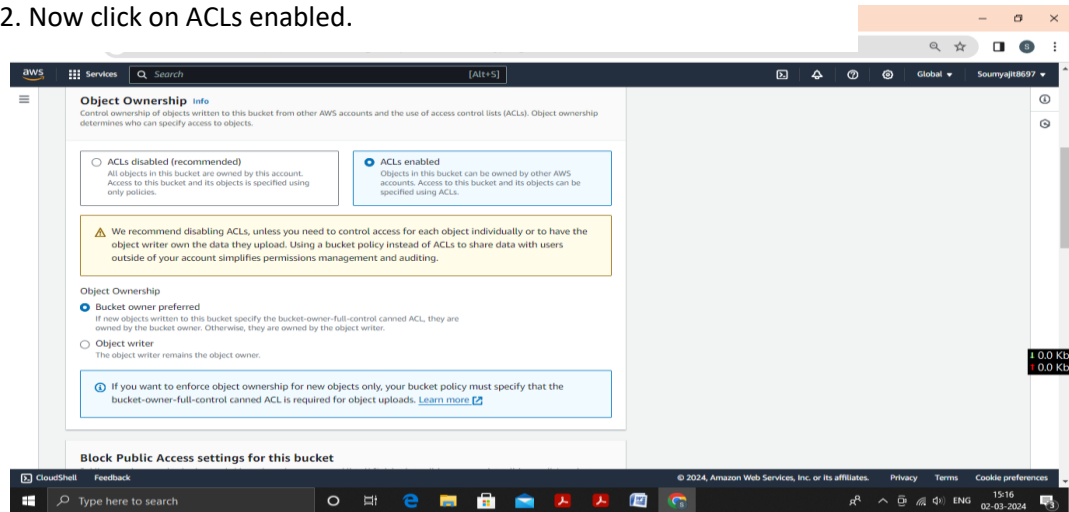 2. Now click on ACLs enabled.
aws
Services
Search
[Alt+S]
Global
Soumyajit8697
Object Ownership Info
Control ownership of objects written to this bucket from other AWS accounts and the use of access control lists (ACLs). Object ownership
determines who can specify access to objects.
ACLs disabled (recommended)
All objects in this bucket are owned by this account.
Access to this bucket and its objects is specified using
only policies.
ACLs enabled
Objects in this bucket can be owned by other AWS
accounts. Access to this bucket and its objects can be
specified using ACLs.
We recommend disabling ACLs, unless you need to control access for each object individually or to have the
object writer own the data they upload. Using a bucket policy instead of ACLs to share data with users
outside of your account simplifies permissions management and auditing.
Object Ownership
Bucket owner preferred
If new objects written to this bucket specify the bucket-owner-full-control canned ACL, they are
owned by the bucket owner. Otherwise, they are owned by the object writer.
Object writer
The object writer remains the object owner.
0.0 Kb
0.0 Kb
If you want to enforce object ownership for new objects only, your bucket policy must specify that the
bucket-owner-full-control canned ACL is required for object uploads. Learn more
Block Public Access settings for this bucket
CloudShell Feedback
© 2024, Amazon Web Services, Inc. or its affiliates. Privacy Terms Cookie preferences
Type here to search
ENG
15:16
02-03-2024
3